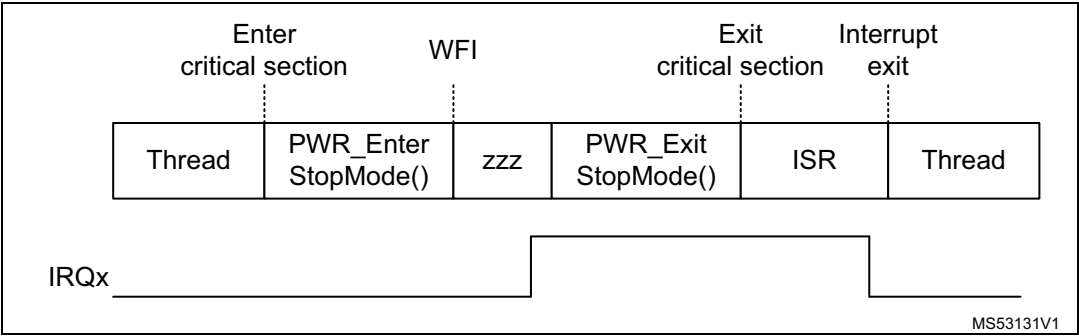 Enter
critical section
WFI
Exit
critical section
Interrupt
exit
Thread
PWR_Enter
StopMode()
zzz
PWR_Exit
StopMode()
ISR
Thread
IRQx
MS53131V1